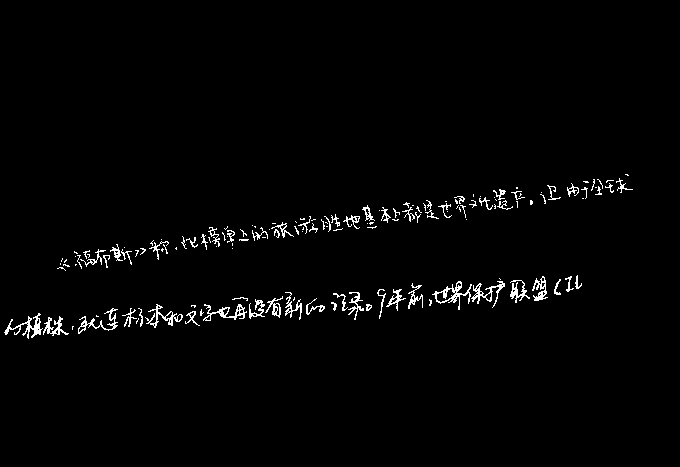 《福布斯》称,此榜单上的旅游胜地基本上都是世界文化遗产。但由于全球
的植株,就连标本和文字也再没有新的记录。9年前,世界保护联盟(IU